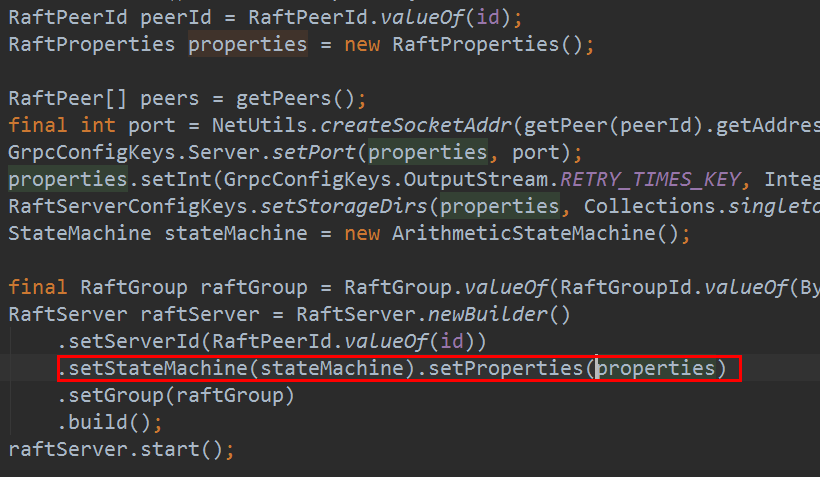 RaftPeerId peerId = RaftPeerId.valueOf(id);
RaftProperties properties = new RaftProperties();
RaftPeer[] peers = getPeers();
final int port = NetUtils.createSocketAddr(getPeer(peerId).getAddres
GrpcConfigKeys.Server.setPort(properties, port);
properties.setInt(GrpcConfigKeys.OutputStream.RETRY_TIMES_KEY, Integ
RaftServerConfigKeys.setStorageDirs(properties, Collections.singleto
StateMachine stateMachine = new ArithmeticStateMachine();
final RaftGroup raftGroup = RaftGroup.valueOf(RaftGroupId.valueOf(By
RaftServer raftServer = RaftServer.newBuilder()
.setServerId(RaftPeerId.valueOf(id))
.setStateMachine(stateMachine).setProperties(properties)
.setGroup(raftGroup)
.build();
raftServer.start();